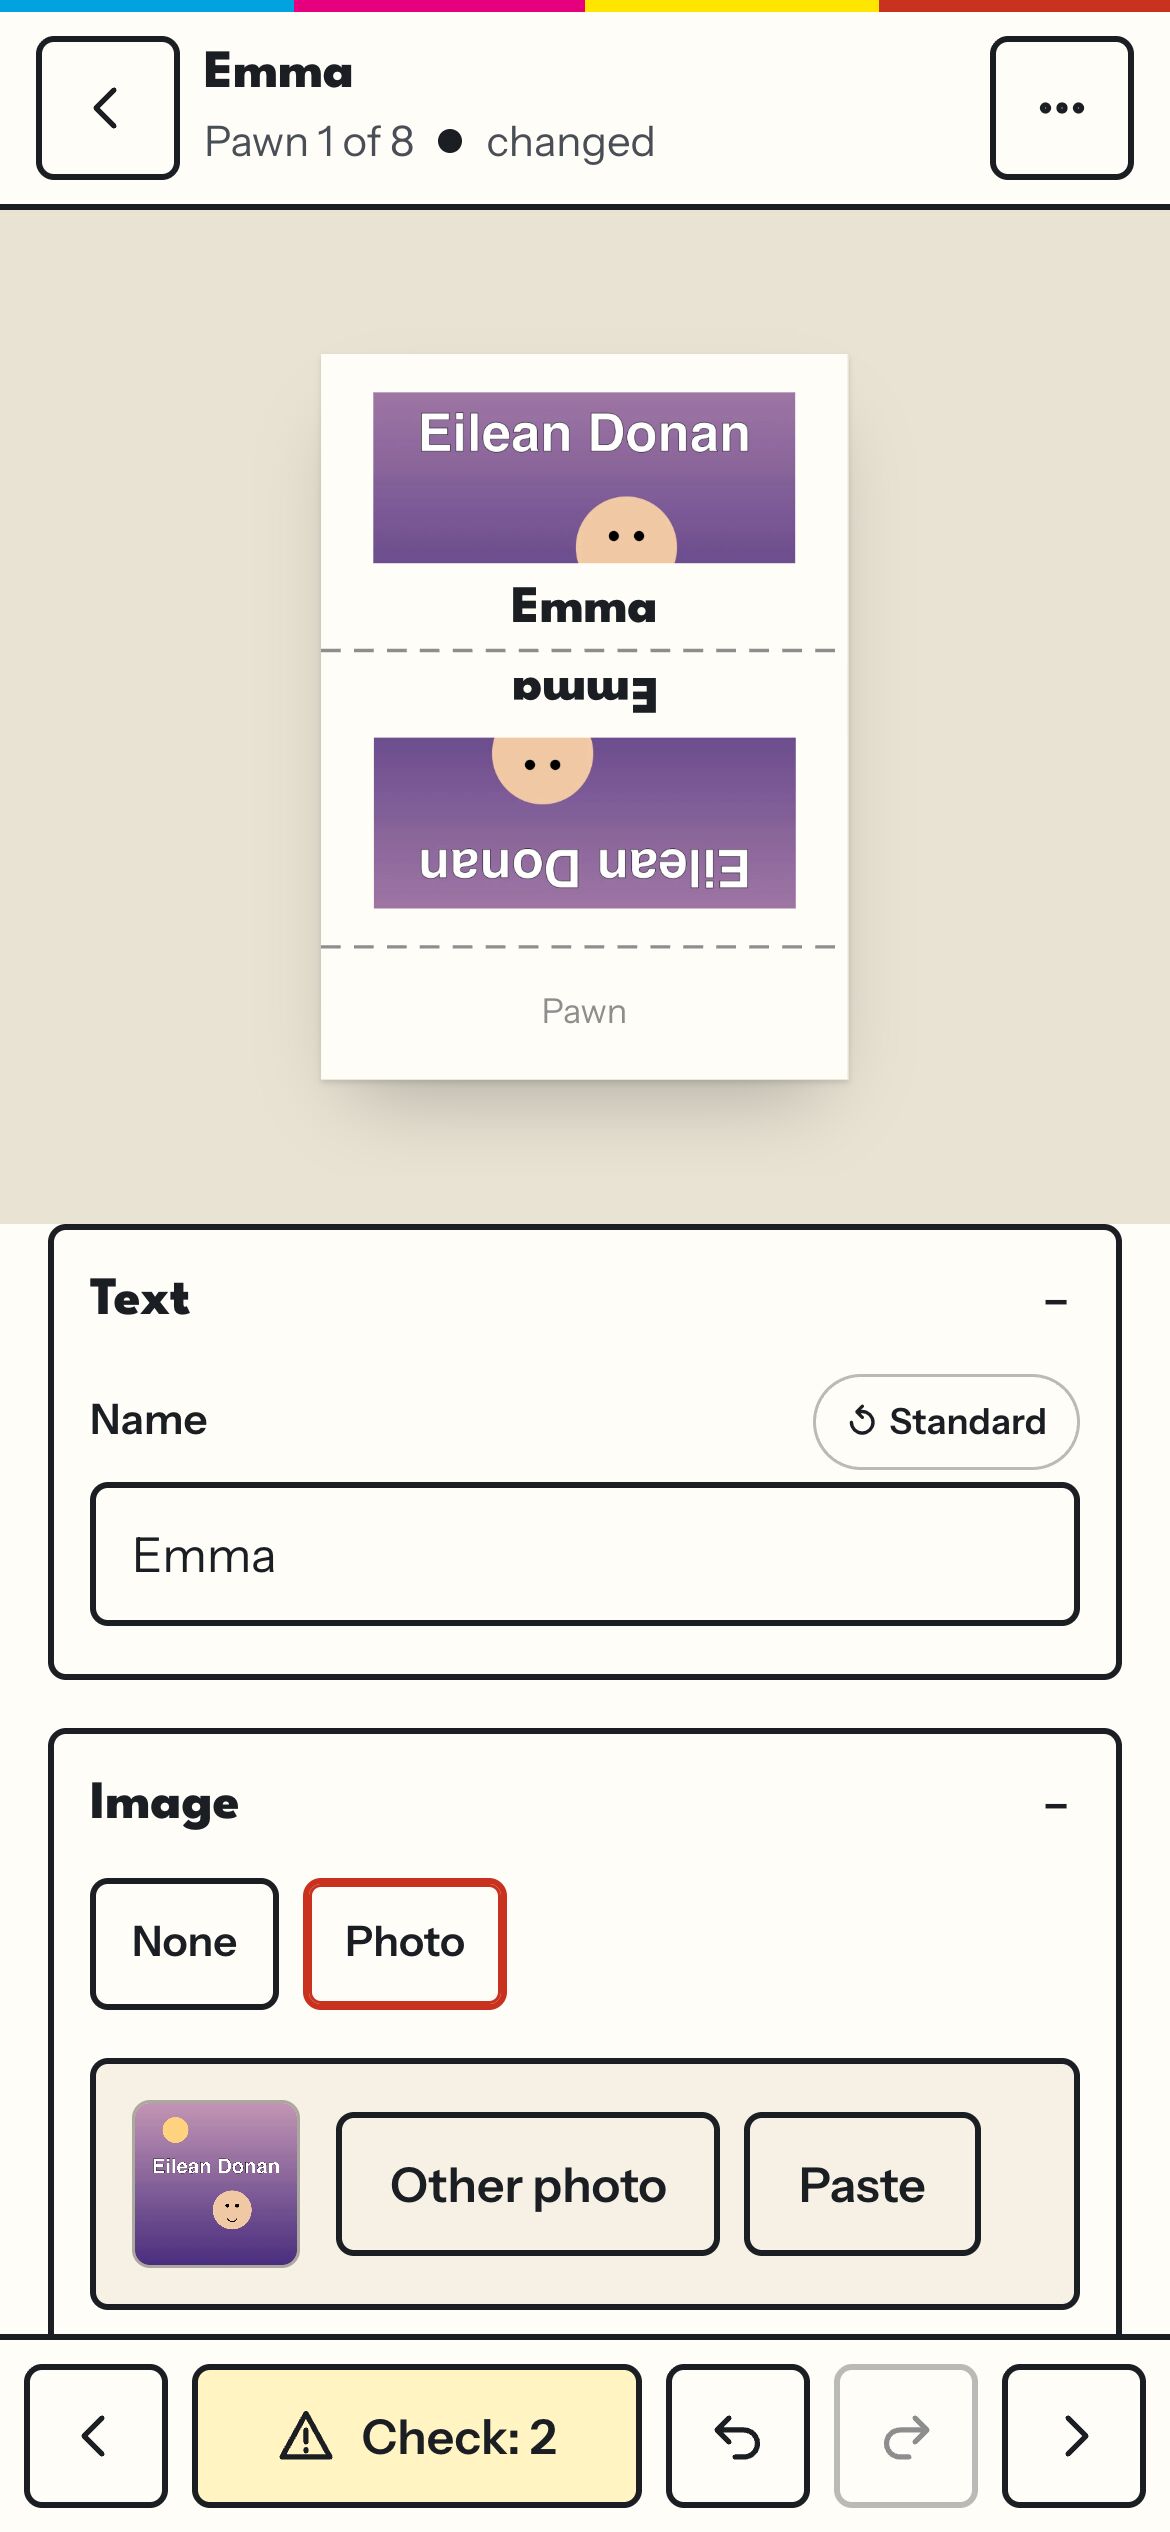 Emma
Pawn 1 of 8 ● changed
Eilean Donan
Emma
Emma
Eilean Donan
Pawn
Text
Name
Standard
Emma
Image
None
Photo
Eilean Donan
Other photo
Paste
Check: 2